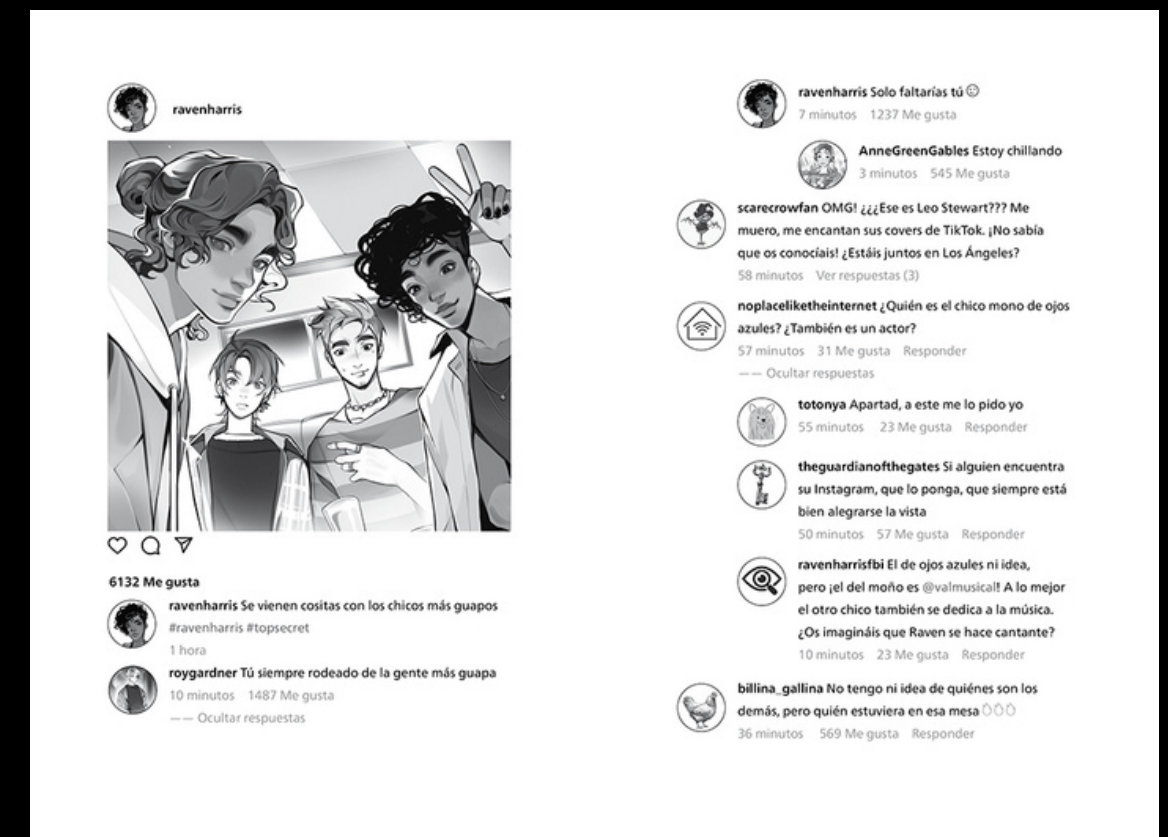 ravenharris
6132 Me gusta
ravenharris Se vienen cositas con los chicos más guapos
#ravenharris #topsecret
1 hora
roygardner Tú siempre rodeado de la gente más guapa
10 minutos 1487 Me gusta
—— Ocultar respuestas
ravenharris Solo faltarías tú
7 minutos 1237 Me gusta
AnneGreenGables Estoy chillando
3 minutos 545 Me gusta
scarecrowfan OMG! ¿¿¿Ese es Leo Stewart??? Me
muero, me encantan sus covers de TikTok. ¡No sabía
que os conocíais! ¿Estáis juntos en Los Ángeles?
58 minutos Ver respuestas (3)
noplaceliketheinternet ¿Quién es el chico mono de ojos
azules? ¿También es un actor?
57 minutos 31 Me gusta Responder
—— Ocultar respuestas
totonya Apartad, a este me lo pido yo
55 minutos 23 Me gusta Responder
theguardianofthegates Si alguien encuentra
su Instagram, que lo ponga, que siempre está
bien alegrarse la vista
50 minutos 57 Me gusta Responder
ravenharrisfbi El de ojos azules ni idea,
pero ¡el del moño es @valmusical! A lo mejor
el otro chico también se dedica a la música.
¿Os imagináis que Raven se hace cantante?
10 minutos 23 Me gusta Responder
billina_gallina No tengo ni idea de quiénes son los
demás, pero quién estuviera en esa mesa
36 minutos 569 Me gusta Responder